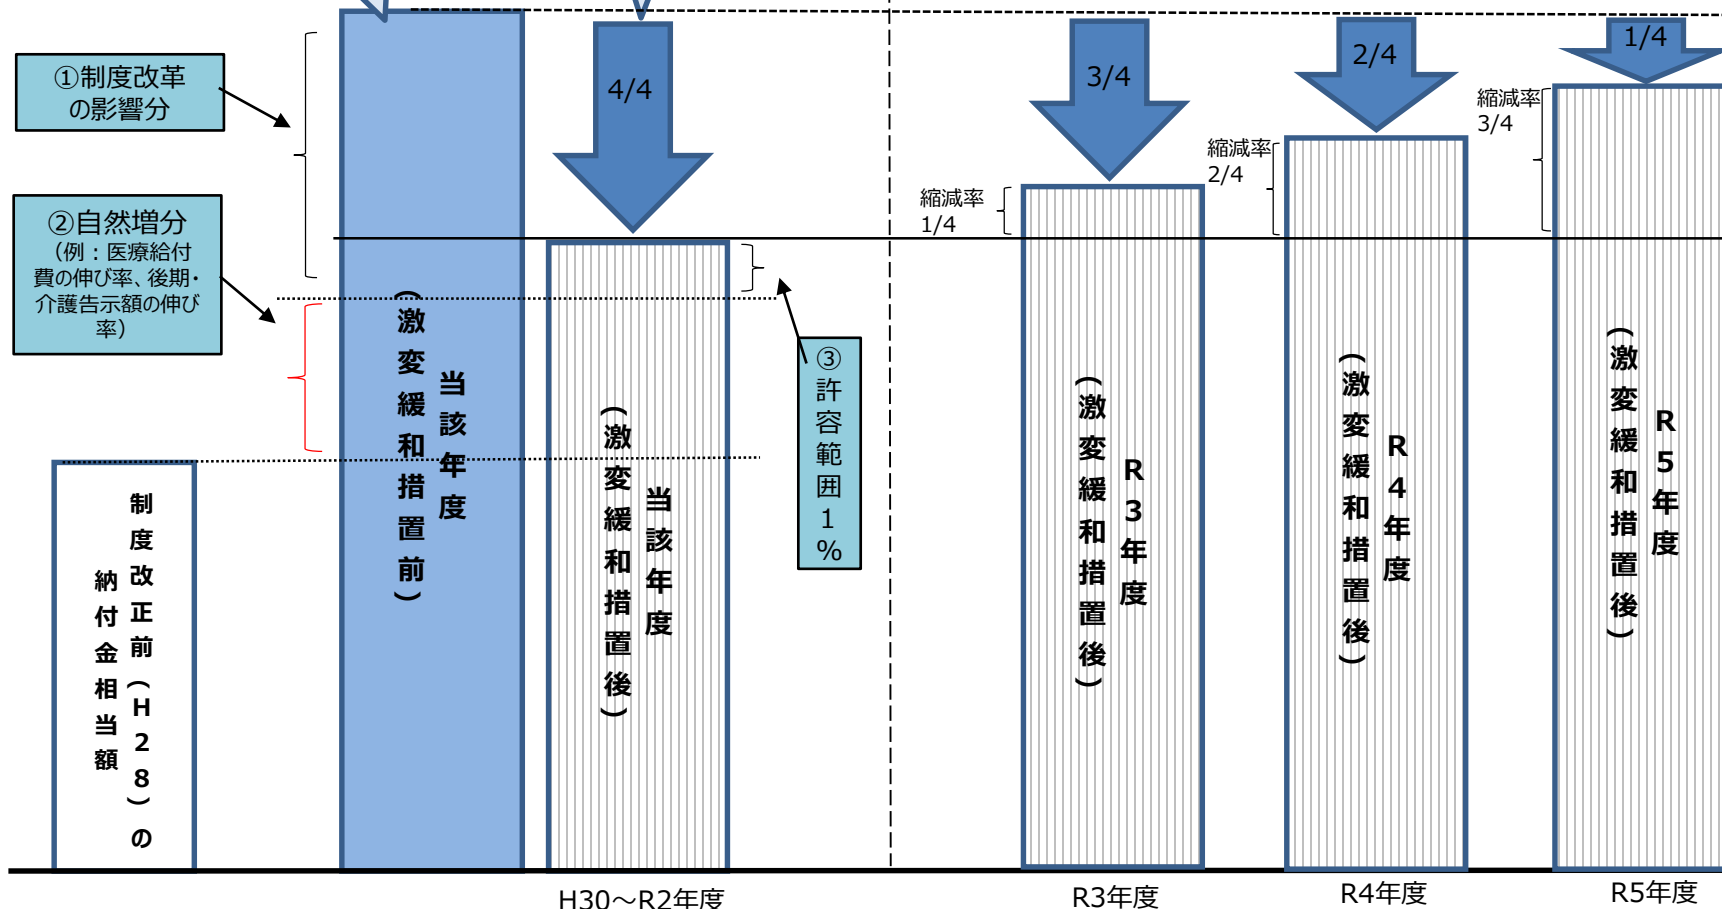 ①制度改革
の影響分
②自然増分
（例：医療給付
費の伸び率、後期・
介護告示額の伸び
率）
制度改正前（H28）の
納付金相当額
当該年度
（激変緩和措置前）
4/4
当該年度
（激変緩和措置後）
③許容範囲1%
3/4
縮減率
1/4
R3年度
（激変緩和措置後）
2/4
縮減率
2/4
R4年度
（激変緩和措置後）
1/4
縮減率
3/4
R5年度
（激変緩和措置後）
H30～R2年度
R3年度
R4年度
R5年度